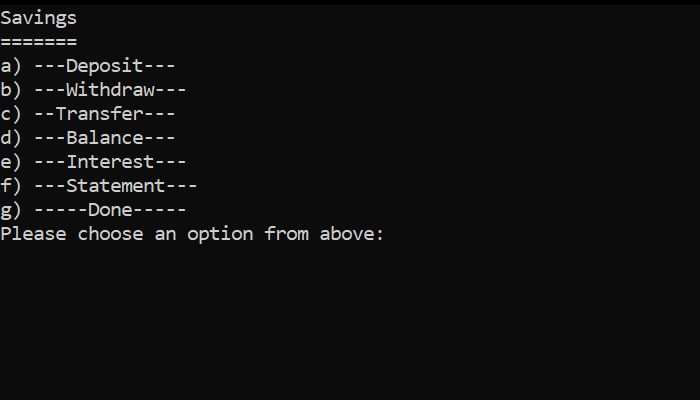 Savings
=======
a) ---Deposit---
b) ---Withdraw---
c) --Transfer---
d) ---Balance---
e) ---Interest---
f) ---Statement---
g) -----Done-----
Please choose an option from above: